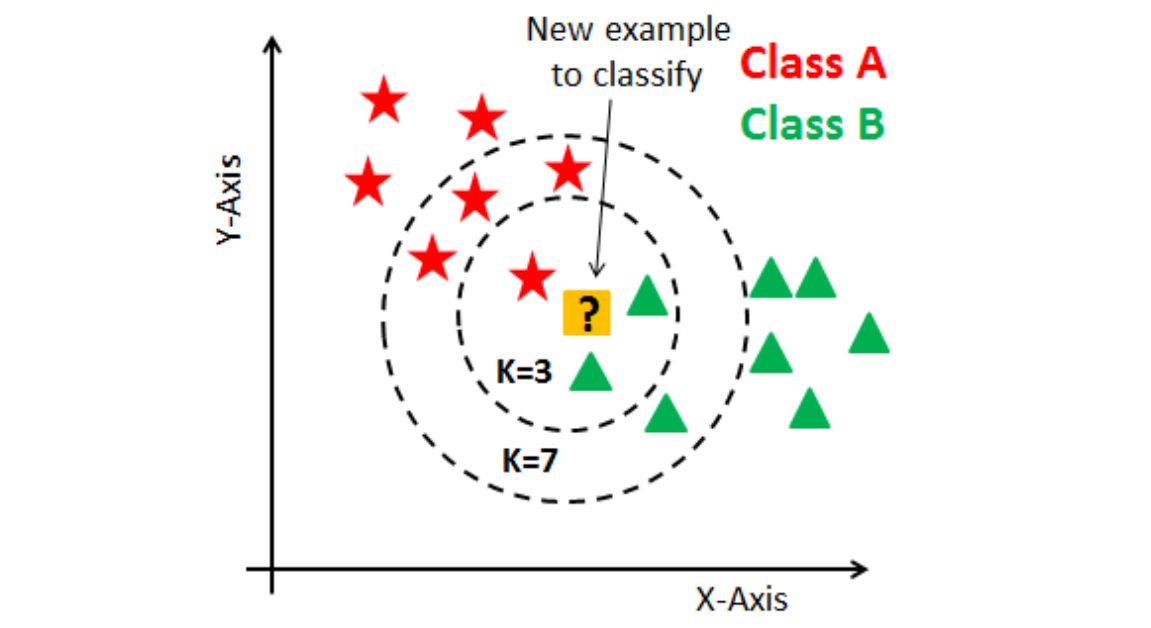 New example
to classify
Class A
Class B
Y-Axis
?
K=3
K=7
X-Axis